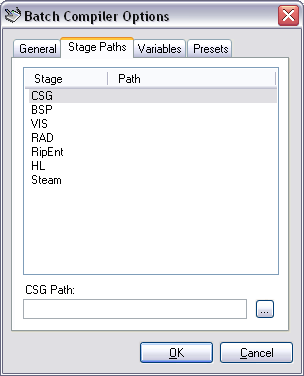 Batch Compiler Options
General Stage Paths Variables Presets
Stage Path
CSG
BSP
VIS
RAD
RipEnt
HL
Steam
CSG Path:
...
OK Cancel